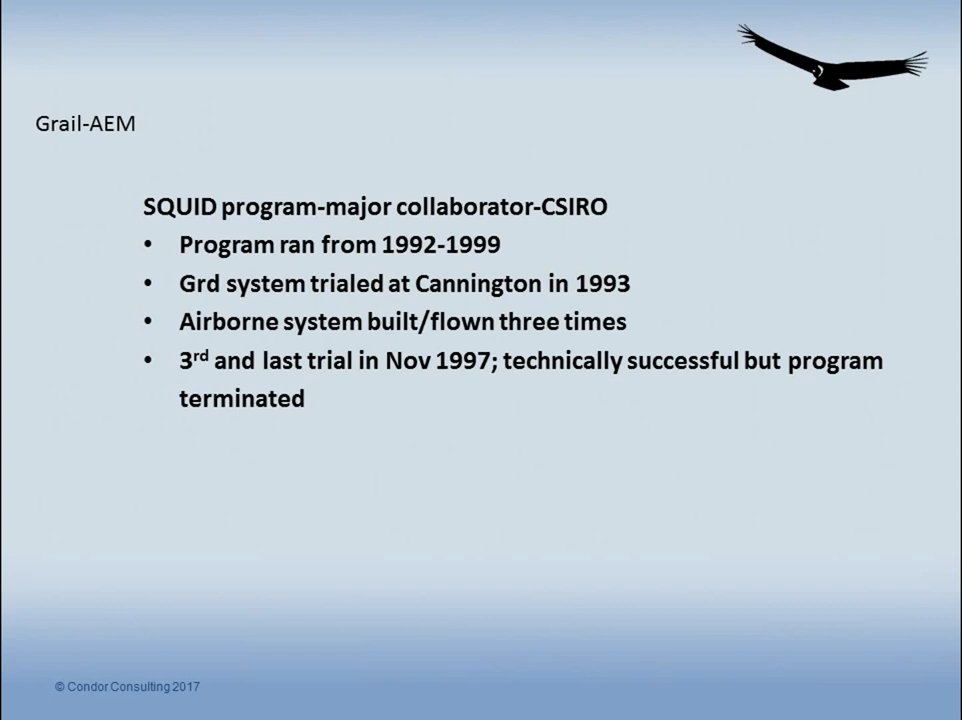 Grail-AEM
SQUID program-major collaborator-CSIRO
• Program ran from 1992-1999
• Grd system trialed at Cannington in 1993
• Airborne system built/flown three times
• 3rd and last trial in Nov 1997; technically successful but program
terminated
© Condor Consulting 2017